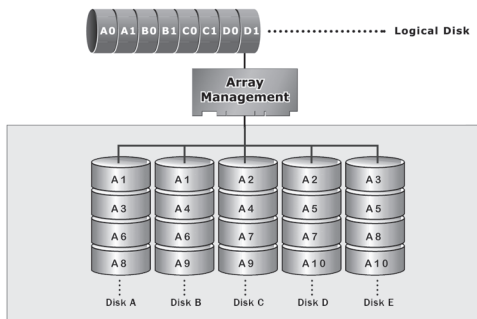 A0 A1 B0 B1 C0 C1 D0 D1 Logical Disk
Array
Management
A1 A1 A2 A2 A3
A3 A4 A4 A5 A5
A6 A6 A7 A7 A8
A8 A9 A9 A10 A10
Disk A Disk B Disk C Disk D Disk E